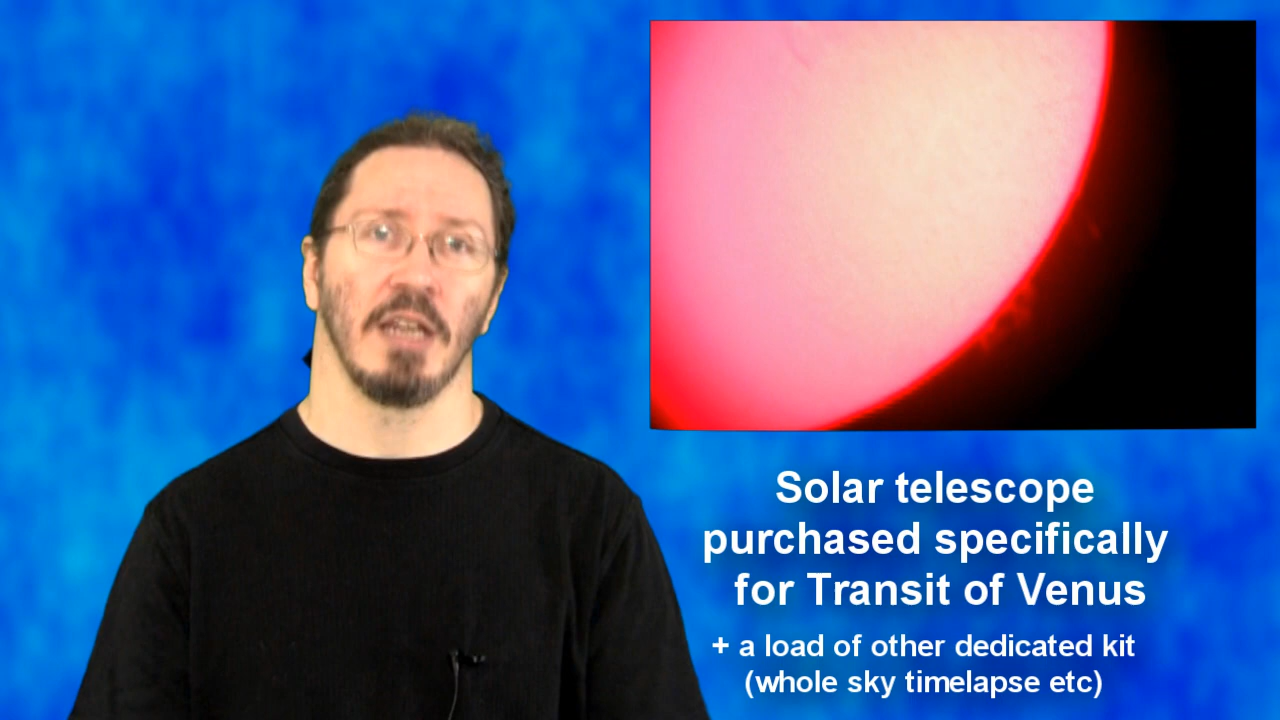 Solar telescope
purchased specifically
for Transit of Venus
+ a load of other dedicated kit
(whole sky timelapse etc)